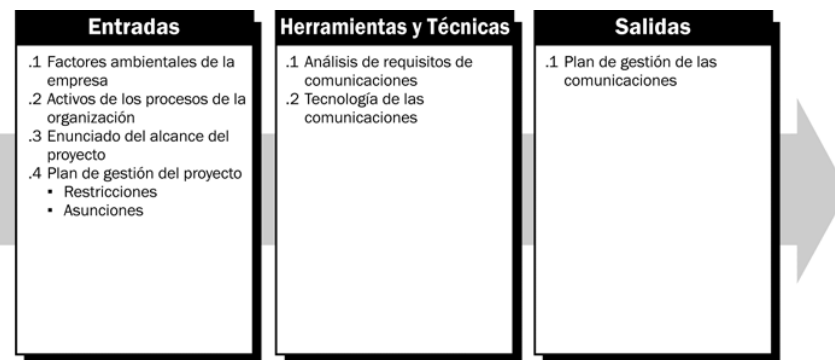 Entradas
.1 Factores ambientales de la
empresa
.2 Activos de los procesos de la
organización
.3 Enunciado del alcance del
proyecto
.4 Plan de gestión del proyecto
▪ Restricciones
▪ Asunciones
Herramientas y Técnicas
.1 Análisis de requisitos de
comunicaciones
.2 Tecnología de las
comunicaciones
Salidas
.1 Plan de gestión de las
comunicaciones